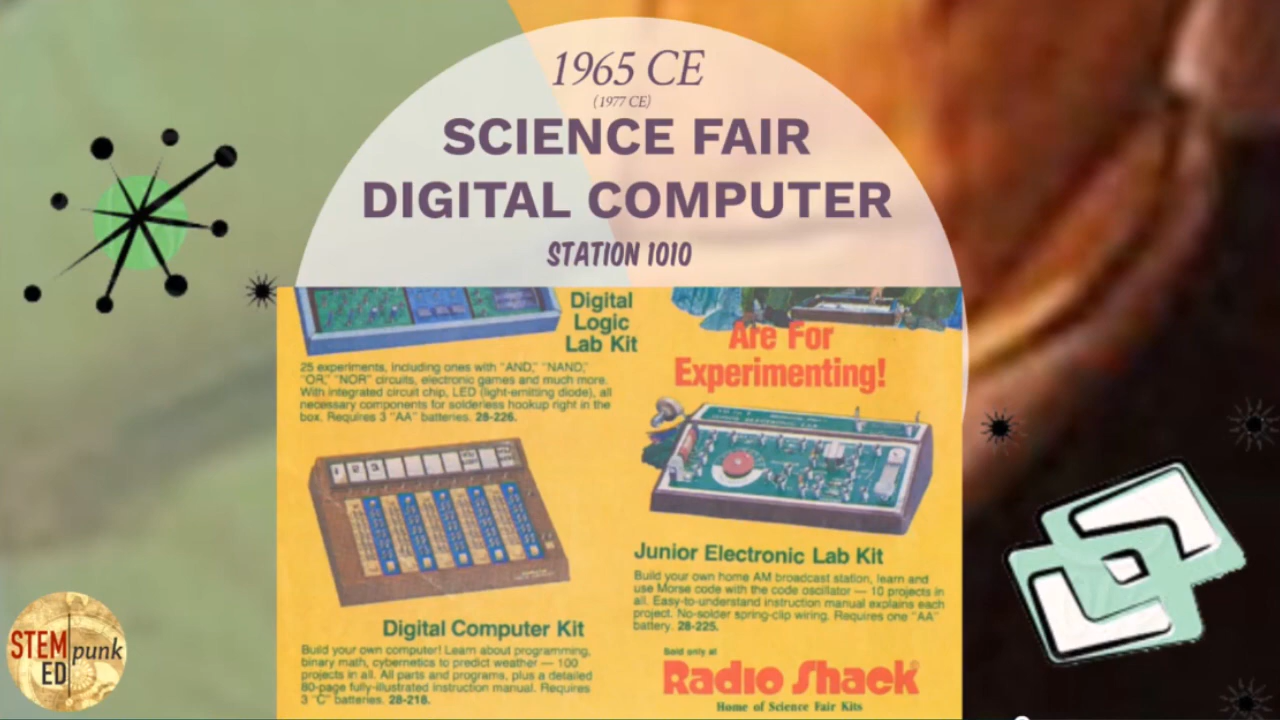 1965 CE
(1977 CE)
SCIENCE FAIR
DIGITAL COMPUTER
STATION 1010
Digital
Logic
Lab Kit
25 experiments, including ones with "AND," "NAND,"
"OR," "NOR" circuits, electronic games and much more.
With integrated circuit chip, LED (light-emitting diode), all
necessary components for solderless hookup right in the
box. Requires 3 "AA" batteries. 28-226.
Are For
Experimenting!
1 2 3
Digital Computer Kit
Build your own computer! Learn about programming,
binary math, cybernetics to predict weather — 100
projects in all. All parts and programs, plus a detailed
80-page fully-illustrated instruction manual. Requires
3 "C" batteries. 28-218.
Junior Electronic Lab Kit
Build your own home AM broadcast station, learn and
use Morse code with the code oscillator — 10 projects in
all. Easy-to-understand instruction manual explains each
project. No-solder spring-clip wiring. Requires one "AA"
battery. 28-225.
Sold only at
Radio Shack®
Home of Science Fair Kits
STEM punk
ED